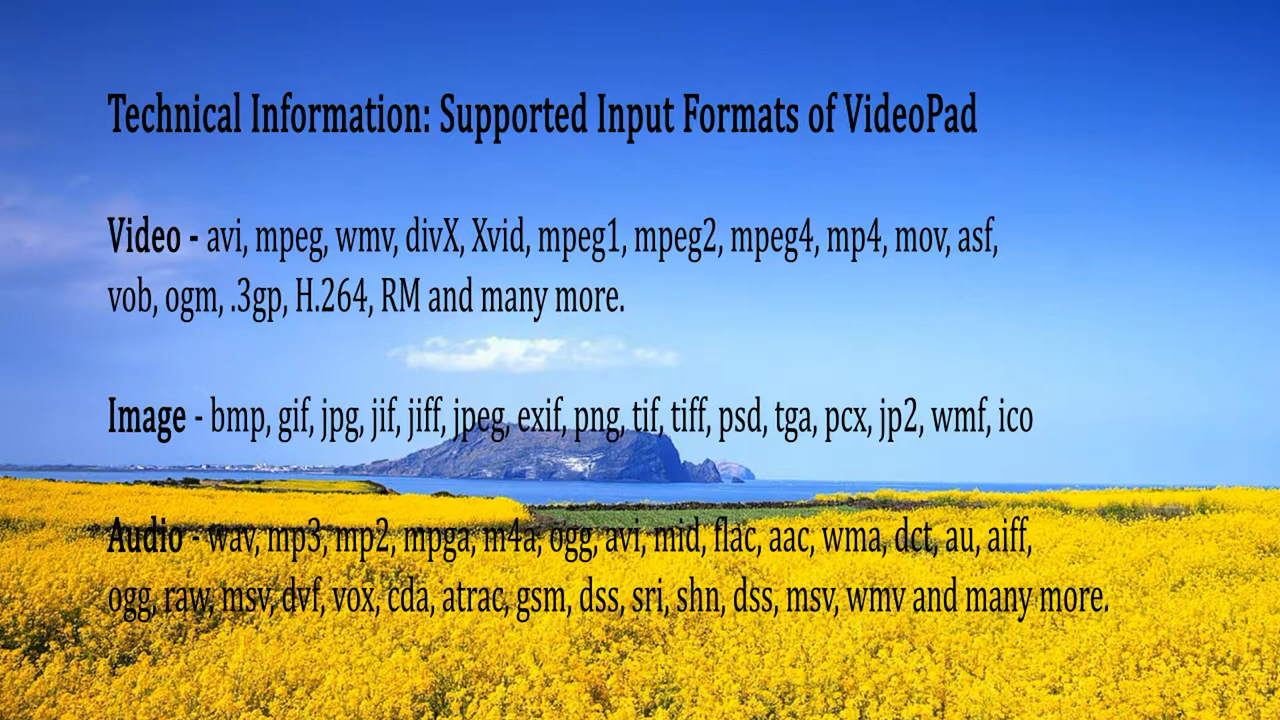 Technical Information: Supported Input Formats of VideoPad
Video - avi, mpeg, wmv, divX, Xvid, mpeg1, mpeg2, mpeg4, mp4, mov, asf,
vob, ogm, .3gp, H.264, RM and many more.
Image - bmp, gif, jpg, jif, jiff, jpeg, exif, png, tif, tiff, psd, tga, pcx, jp2, wmf, ico
Audio - wav, mp3, mp2, mpga, m4a, ogg, avi, mid, flac, aac, wma, dct, au, aiff,
ogg, raw, msv, dvf, vox, cda, atrac, gsm, dss, sri, shn, dss, msv, wmv and many more.